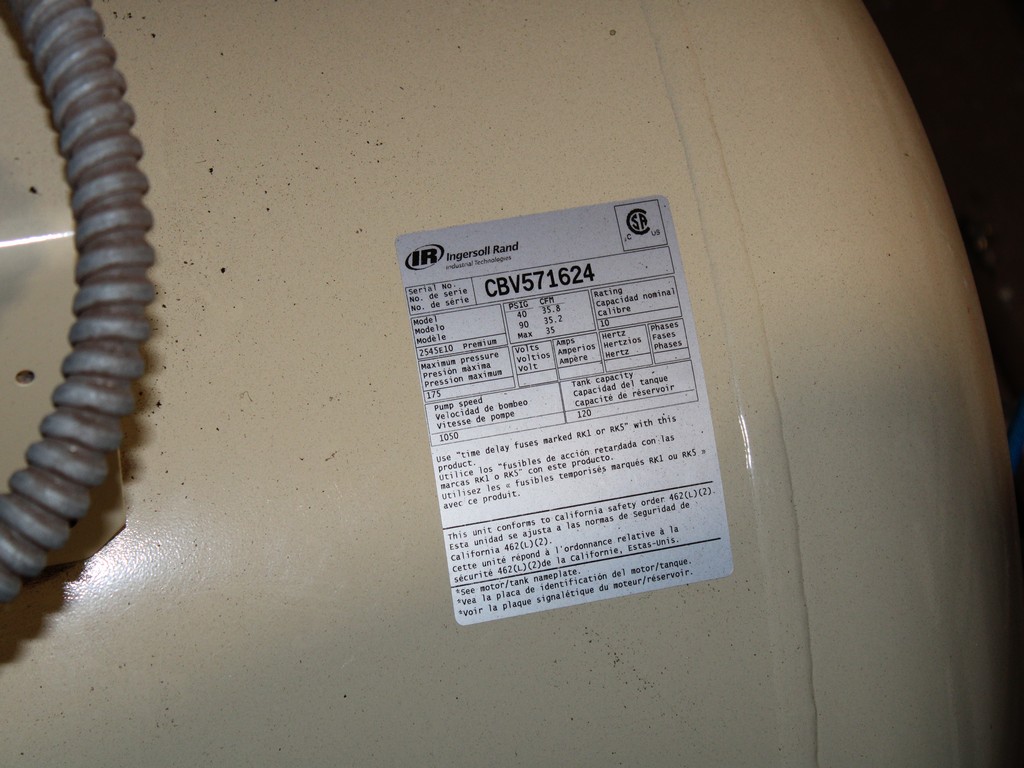 IR Ingersoll Rand
Industrial Technologies
CSA
C US
Serial No.
No. de serie
No. de série
CBV571624
Model
Modelo
Modèle
2545E10 Premium
PSIG CFM
40 35.8
90 35.2
Max 35
Rating
Capacidad nominal
Calibre
10
Maximum pressure
Presión máxima
Pression maximum
175
Volts
Voltios
Volt
Amps
Amperios
Ampère
Hertz
Hertzios
Hertz
Phases
Fases
Phases
Pump speed
Velocidad de bombeo
Vitesse de pompe
1050
Tank capacity
Capacidad del tanque
Capacité de réservoir
120
Use "time delay fuses marked RK1 or RK5" with this
product.
Utilice los "fusibles de acción retardada con las
marcas RK1 o RK5" con este producto.
Utilisez les « fusibles temporisés marqués RK1 ou RK5 »
avec ce produit.
This unit conforms to California safety order 462(L)(2).
Esta unidad se ajusta a las normas de Seguridad de
California 462(L)(2).
Cette unité répond à l'ordonnance relative à la
sécurité 462(L)(2)de la Californie, Estas-Unis.
*See motor/tank nameplate.
*Vea la placa de identificación del motor/tanque.
*Voir la plaque signalétique du moteur/réservoir.